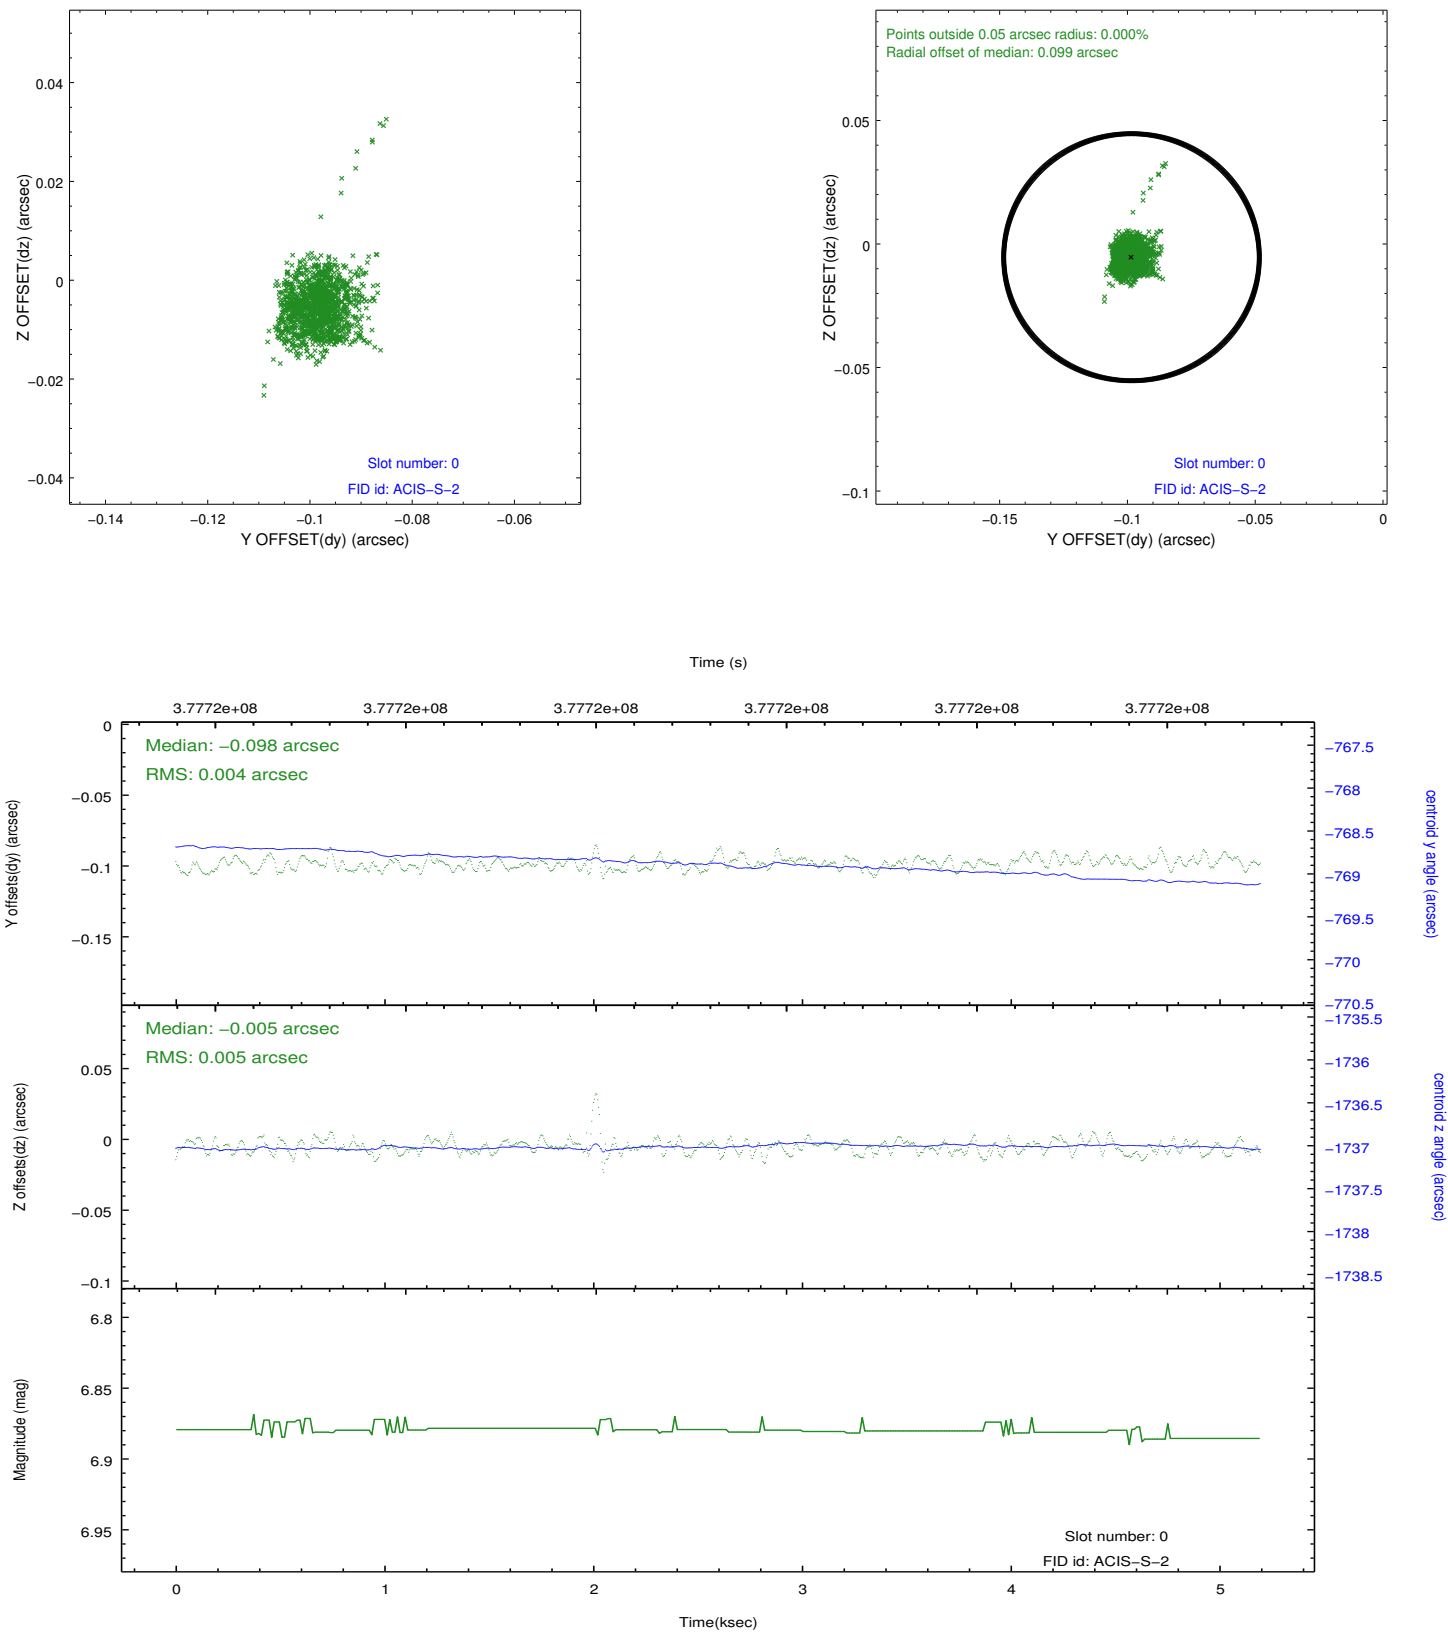 0.04
0.02
0
−0.02
−0.04
Z OFFSET(dz) (arcsec)
Slot number: 0
FID id: ACIS−S−2
−0.14
−0.12
−0.1
−0.08
−0.06
Y OFFSET(dy) (arcsec)
Points outside 0.05 arcsec radius: 0.000%
Radial offset of median: 0.099 arcsec
0.05
0
−0.05
−0.1
Z OFFSET(dz) (arcsec)
Slot number: 0
FID id: ACIS−S−2
−0.15
−0.1
−0.05
0
Y OFFSET(dy) (arcsec)
Time (s)
3.7772e+08
3.7772e+08
3.7772e+08
3.7772e+08
3.7772e+08
3.7772e+08
Median: −0.098 arcsec
RMS: 0.004 arcsec
0
−0.05
−0.1
−0.15
Y offsets(dy) (arcsec)
−767.5
−768
−768.5
−769
−769.5
−770
−770.5
centroid y angle (arcsec)
Median: −0.005 arcsec
RMS: 0.005 arcsec
0.05
0
−0.05
−0.1
Z offsets(dz) (arcsec)
−1735.5
−1736
−1736.5
−1737
−1737.5
−1738
−1738.5
centroid z angle (arcsec)
6.8
6.85
6.9
6.95
Magnitude (mag)
Slot number: 0
FID id: ACIS−S−2
0
1
2
3
4
5
Time(ksec)